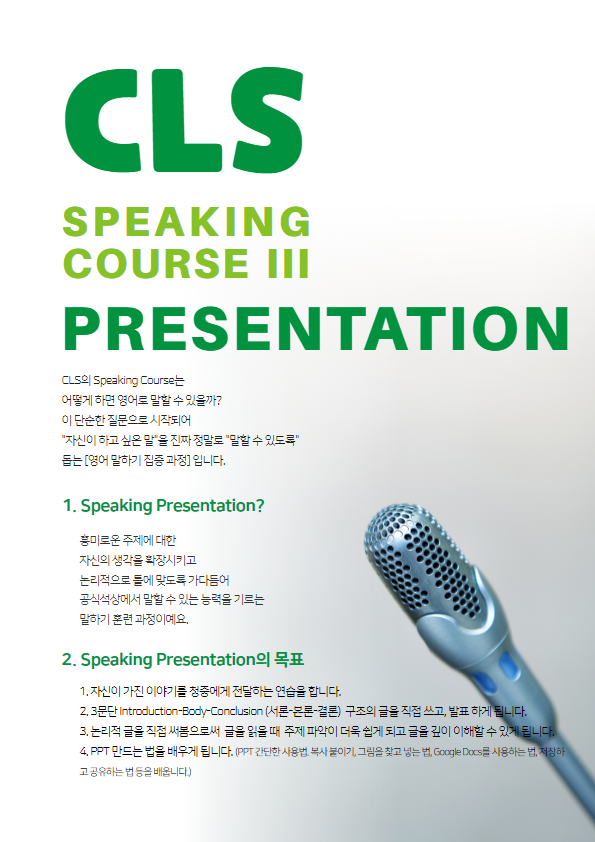 CLS
SPEAKING
COURSE III
PRESENTATION
CLS의 Speaking Course는
어떻게 하면 영어로 말할 수 있을까?
이 단순한 질문으로 시작되어
"자신이 하고 싶은 말"을 진짜 정말로 "말할 수 있도록"
돕는 [영어 말하기 집중 과정] 입니다.
1. Speaking Presentation?
흥미로운 주제에 대한
자신의 생각을 확장시키고
논리적으로 틀에 맞도록 가다듬어
공식석상에서 말할 수 있는 능력을 기르는
말하기 훈련 과정이예요.
2. Speaking Presentation의 목표
1. 자신이 가진 이야기를 청중에게 전달하는 연습을 합니다.
2. 3문단 Introduction-Body-Conclusion (서론-본론-결론) 구조의 글을 직접 쓰고, 발표 하게 됩니다.
3. 논리적 글을 직접 써봄으로써 글을 읽을 때 주제 파악이 더욱 쉽게 되고 글을 깊이 이해할 수 있게 됩니다.
4. PPT 만드는 법을 배우게 됩니다. (PPT 간단한 사용법. 복사 붙이기, 그림을 찾고 넣는 법, Google Docs를 사용하는 법, 저장하
고 공유하는 법 등을 배웁니다.)